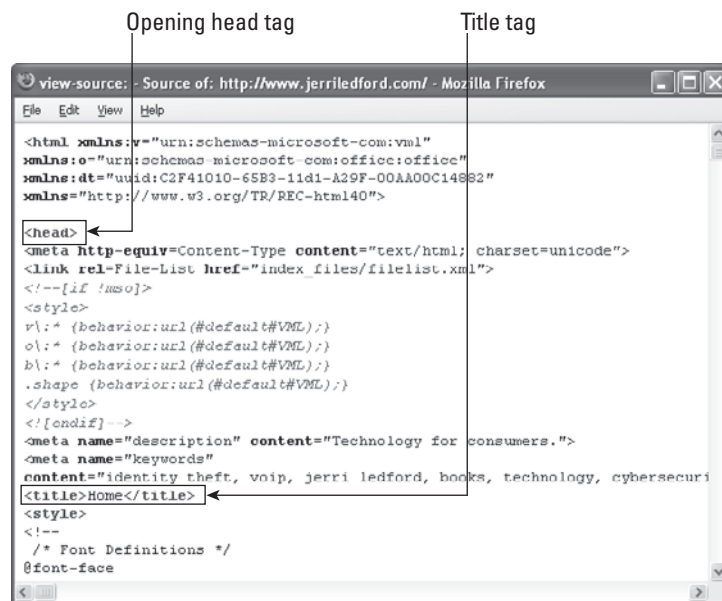 Opening head tag Title tag
view-source: - Source of: http://www.jerriledford.com/ - Mozilla Firefox
File Edit View Help
<html xmlns:v="urn:schemas-microsoft-com:vml"
xmlns:o="urn:schemas-microsoft-com:office:office"
xmlns:dt="uuid:C2F41010-65B3-11d1-A29F-00AA00C14882"
xmlns="http://www.w3.org/TR/REC-html40">
<head>
<meta http-equiv=Content-Type content="text/html; charset=unicode">
<link rel=File-List href="index_files/filelist.xml">
<!--[if !mso]>
<style>
v\:* {behavior:url(#default#VML);}
o\:* {behavior:url(#default#VML);}
b\:* {behavior:url(#default#VML);}
.shape {behavior:url(#default#VML);}
</style>
<![endif]-->
<meta name="description" content="Technology for consumers.">
<meta name="keywords"
content="identity theft, voip, jerri ledford, books, technology, cybersecuri
<title>Home</title>
<style>
<!--
/* Font Definitions */
@font-face